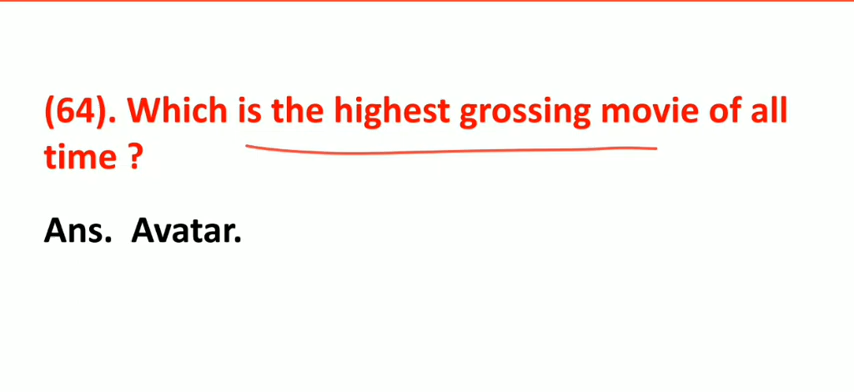 (64). Which is the highest grossing movie of all
time ?
Ans. Avatar.